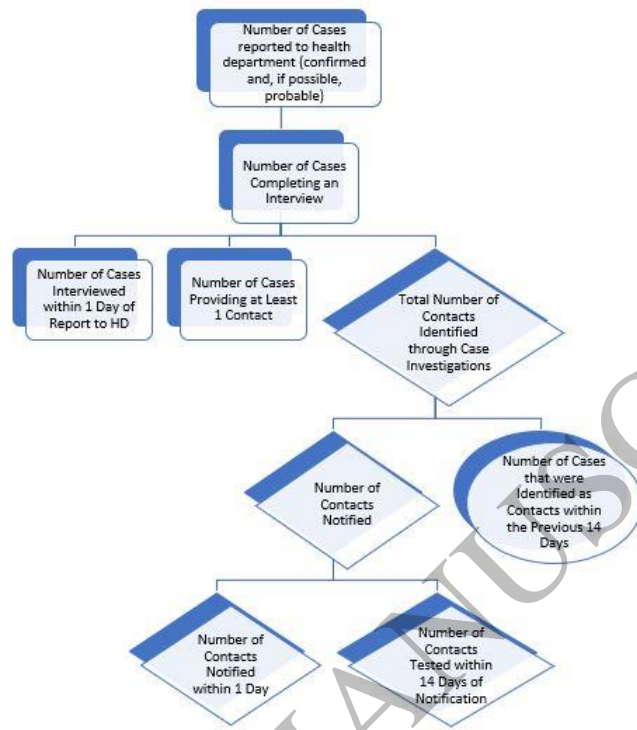 Number of Cases
reported to health
department (confirmed
and, if possible,
probable)
Number of Cases
Completing an
Interview
Number of Cases
Interviewed
within 1 Day of
Report to HD
Number of Cases
Providing at Least
1 Contact
Total Number of
Contacts
Identified
through Case
Investigations
Number of
Contacts
Notified
Number of Cases
that were
Identified as
Contacts within
the Previous 14
Days
Number of
Contacts
Notified
within 1 Day
Number of
Contacts
Tested within
14 Days of
Notification